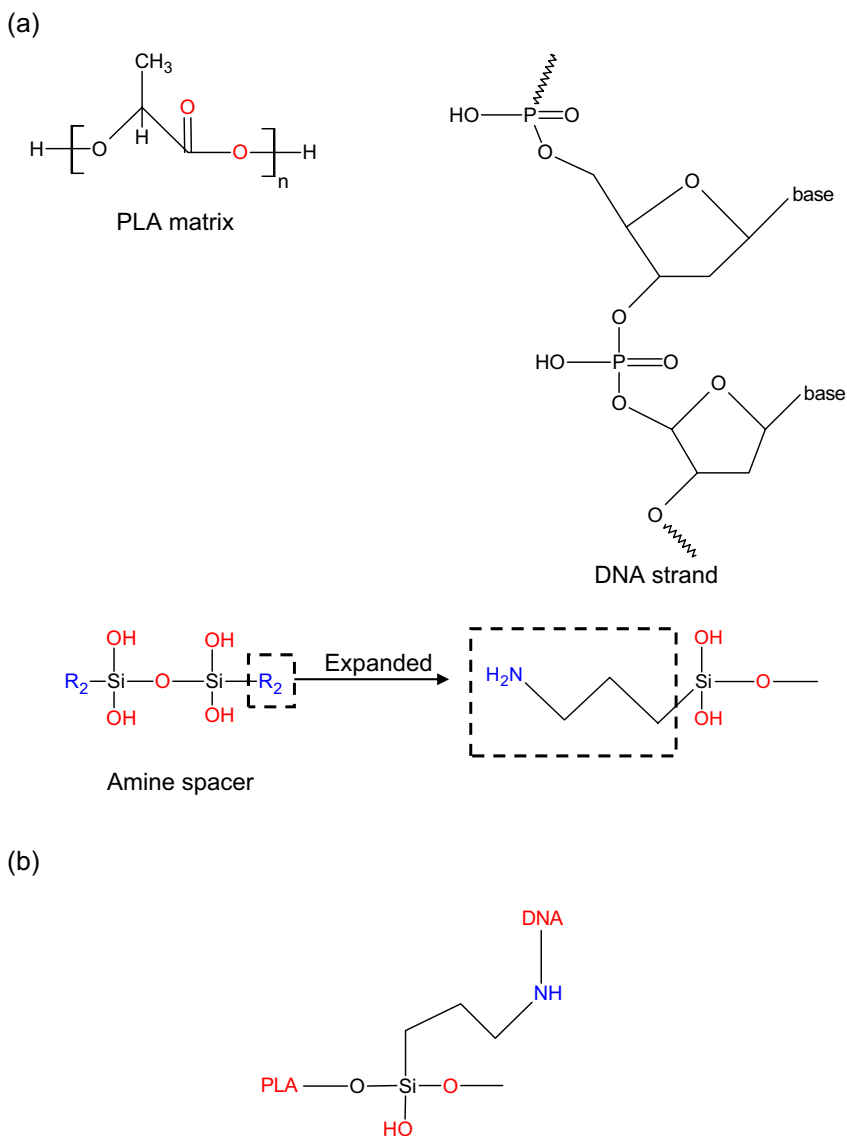 (a)
CH₃
O
H
H
O
O
H
n
PLA matrix
HO
P
O
O
O
base
O
HO
P
O
O
O
base
O
DNA strand
OH
OH
R₂
Si
O
Si
R₂
OH
OH
Expanded
H₂N
OH
Si
O
OH
Amine spacer
(b)
DNA
NH
PLA
O
Si
O
HO